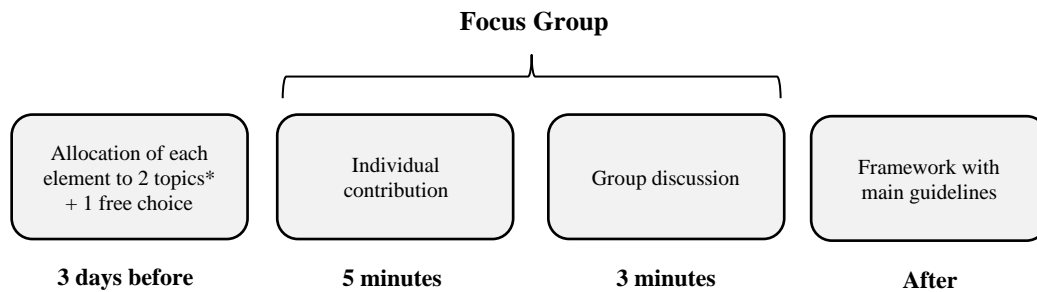 Focus Group
Allocation of each
element to 2 topics*
+ 1 free choice
Individual
contribution
Group discussion
Framework with
main guidelines
3 days before
5 minutes
3 minutes
After